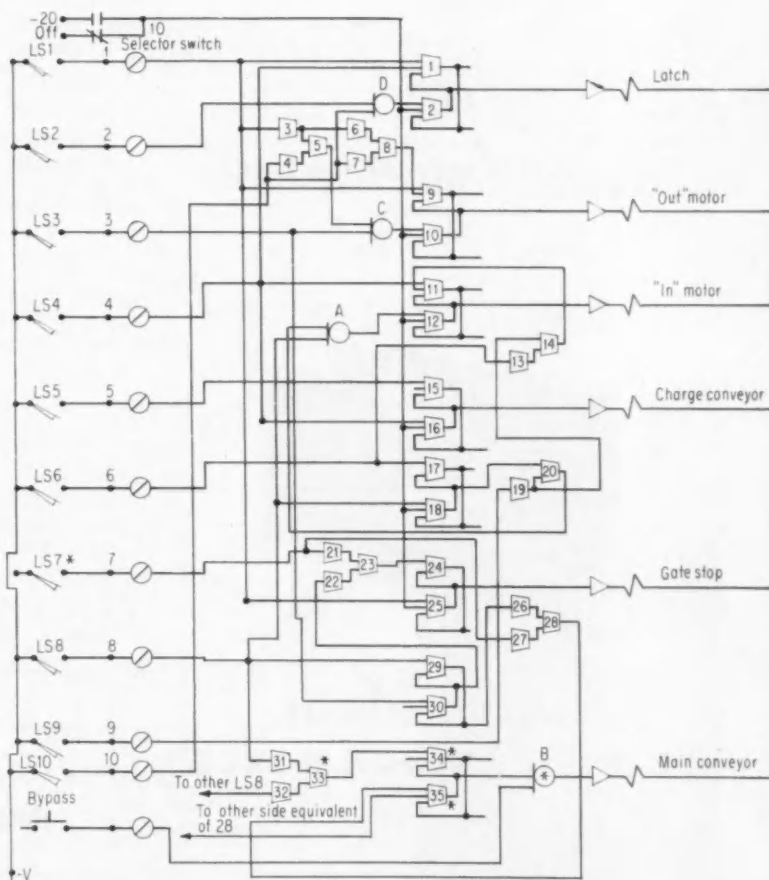 -20
Off
10
Selector switch
LS1
1
LS2
2
LS3
3
LS4
4
LS5
5
LS6
6
LS7*
7
LS8
8
LS9
9
LS10
10
Bypass
-V
D
C
A
B
*
1
2
3
4
5
6
7
8
9
10
11
12
13
14
15
16
17
18
19
20
21
22
23
24
25
26
27
28
29
30
31
32
33
*
34
*
35
*
To other LS8
To other side equivalent
of 28
Latch
"Out" motor
"In" motor
Charge conveyor
Gate stop
Main conveyor